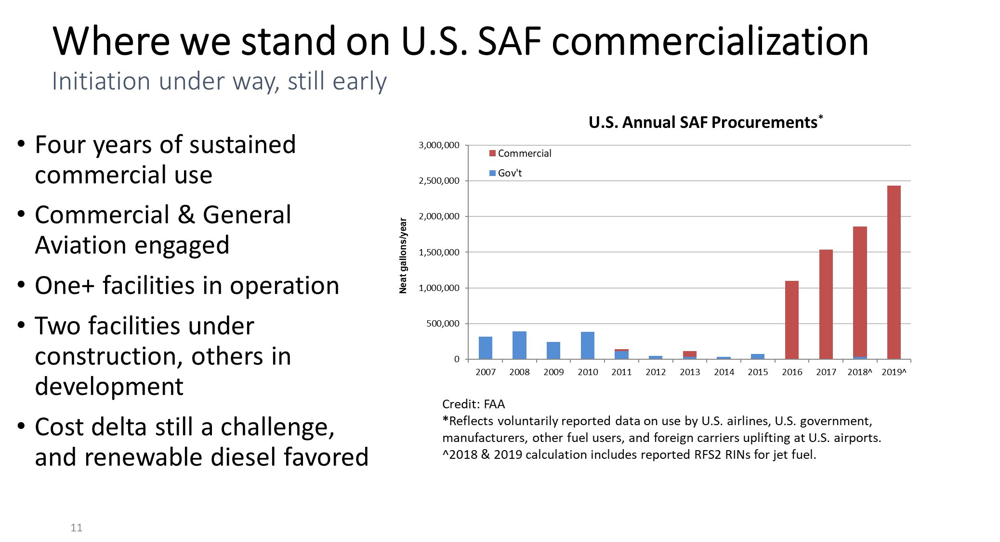 Where we stand on U.S. SAF commercialization
Initiation under way, still early
• Four years of sustained
commercial use
• Commercial & General
Aviation engaged
• One+ facilities in operation
• Two facilities under
construction, others in
development
• Cost delta still a challenge,
and renewable diesel favored
U.S. Annual SAF Procurements*
Neat gallons/year
3,000,000
2,500,000
2,000,000
1,500,000
1,000,000
500,000
0
Commercial
Gov't
2007 2008 2009 2010 2011 2012 2013 2014 2015 2016 2017 2018^ 2019^
Credit: FAA
*Reflects voluntarily reported data on use by U.S. airlines, U.S. government,
manufacturers, other fuel users, and foreign carriers uplifting at U.S. airports.
^2018 & 2019 calculation includes reported RFS2 RINs for jet fuel.
11